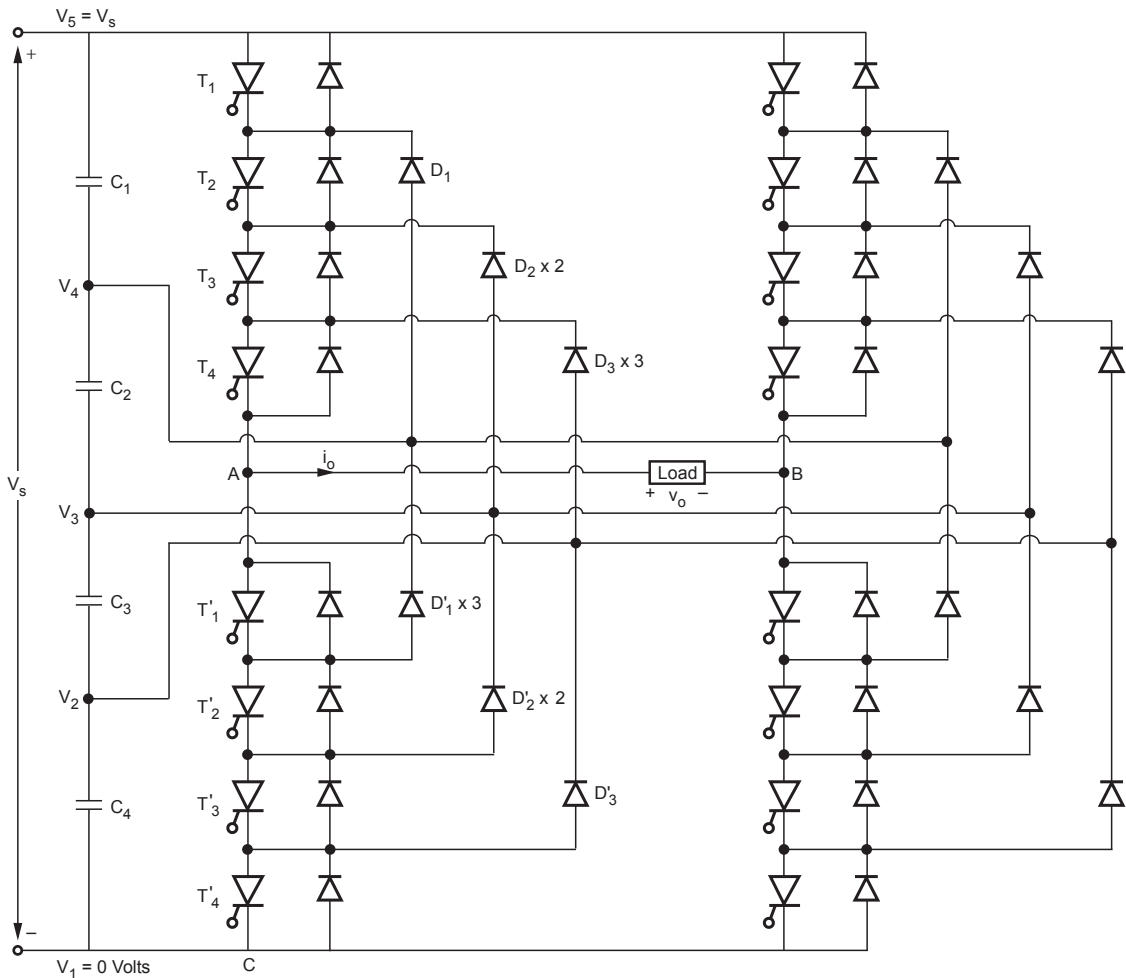 V5 = Vs
+
T1
T2
D1
C1
T3
D2 x 2
V4
T4
D3 x 3
C2
io
A
Load
B
Vs
+ vo −
V3
T'1
D'1 x 3
C3
V2
T'2
D'2 x 2
T'3
D'3
C4
T'4
−
V1 = 0 Volts
C